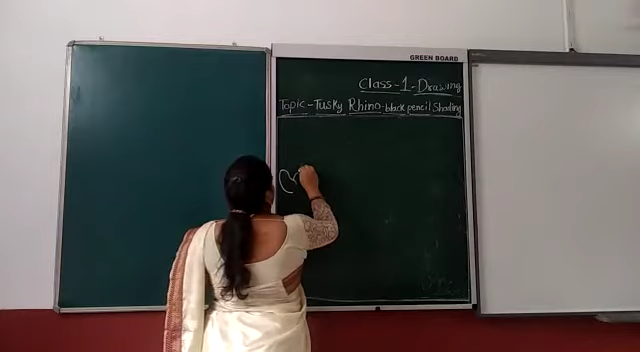 GREEN BOARD
Class-1-Drawing
Topic-Tusky Rhino-black pencil Shading